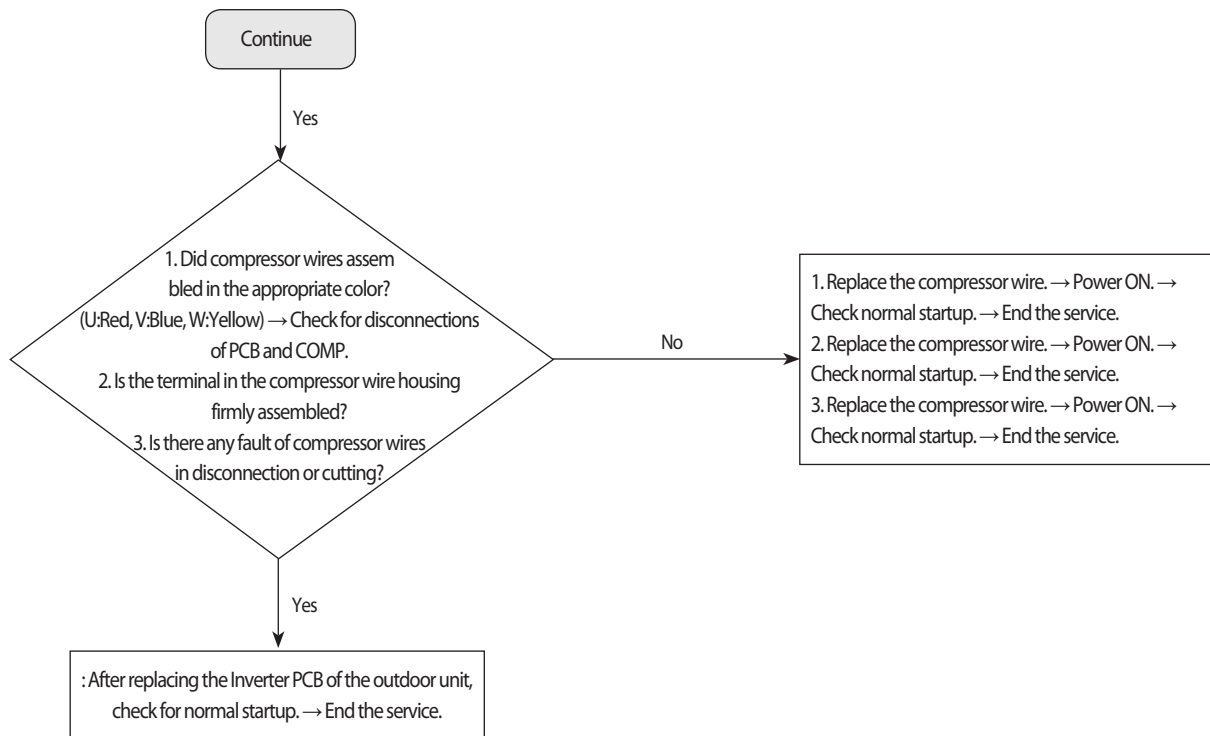 Continue
Yes
1. Did compressor wires assem
bled in the appropriate color?
(U:Red, V:Blue, W:Yellow) → Check for disconnections
of PCB and COMP.
2. Is the terminal in the compressor wire housing
firmly assembled?
3. Is there any fault of compressor wires
in disconnection or cutting?
No
1. Replace the compressor wire. → Power ON. →
Check normal startup. → End the service.
2. Replace the compressor wire. → Power ON. →
Check normal startup. → End the service.
3. Replace the compressor wire. → Power ON. →
Check normal startup. → End the service.
Yes
: After replacing the Inverter PCB of the outdoor unit,
check for normal startup. → End the service.